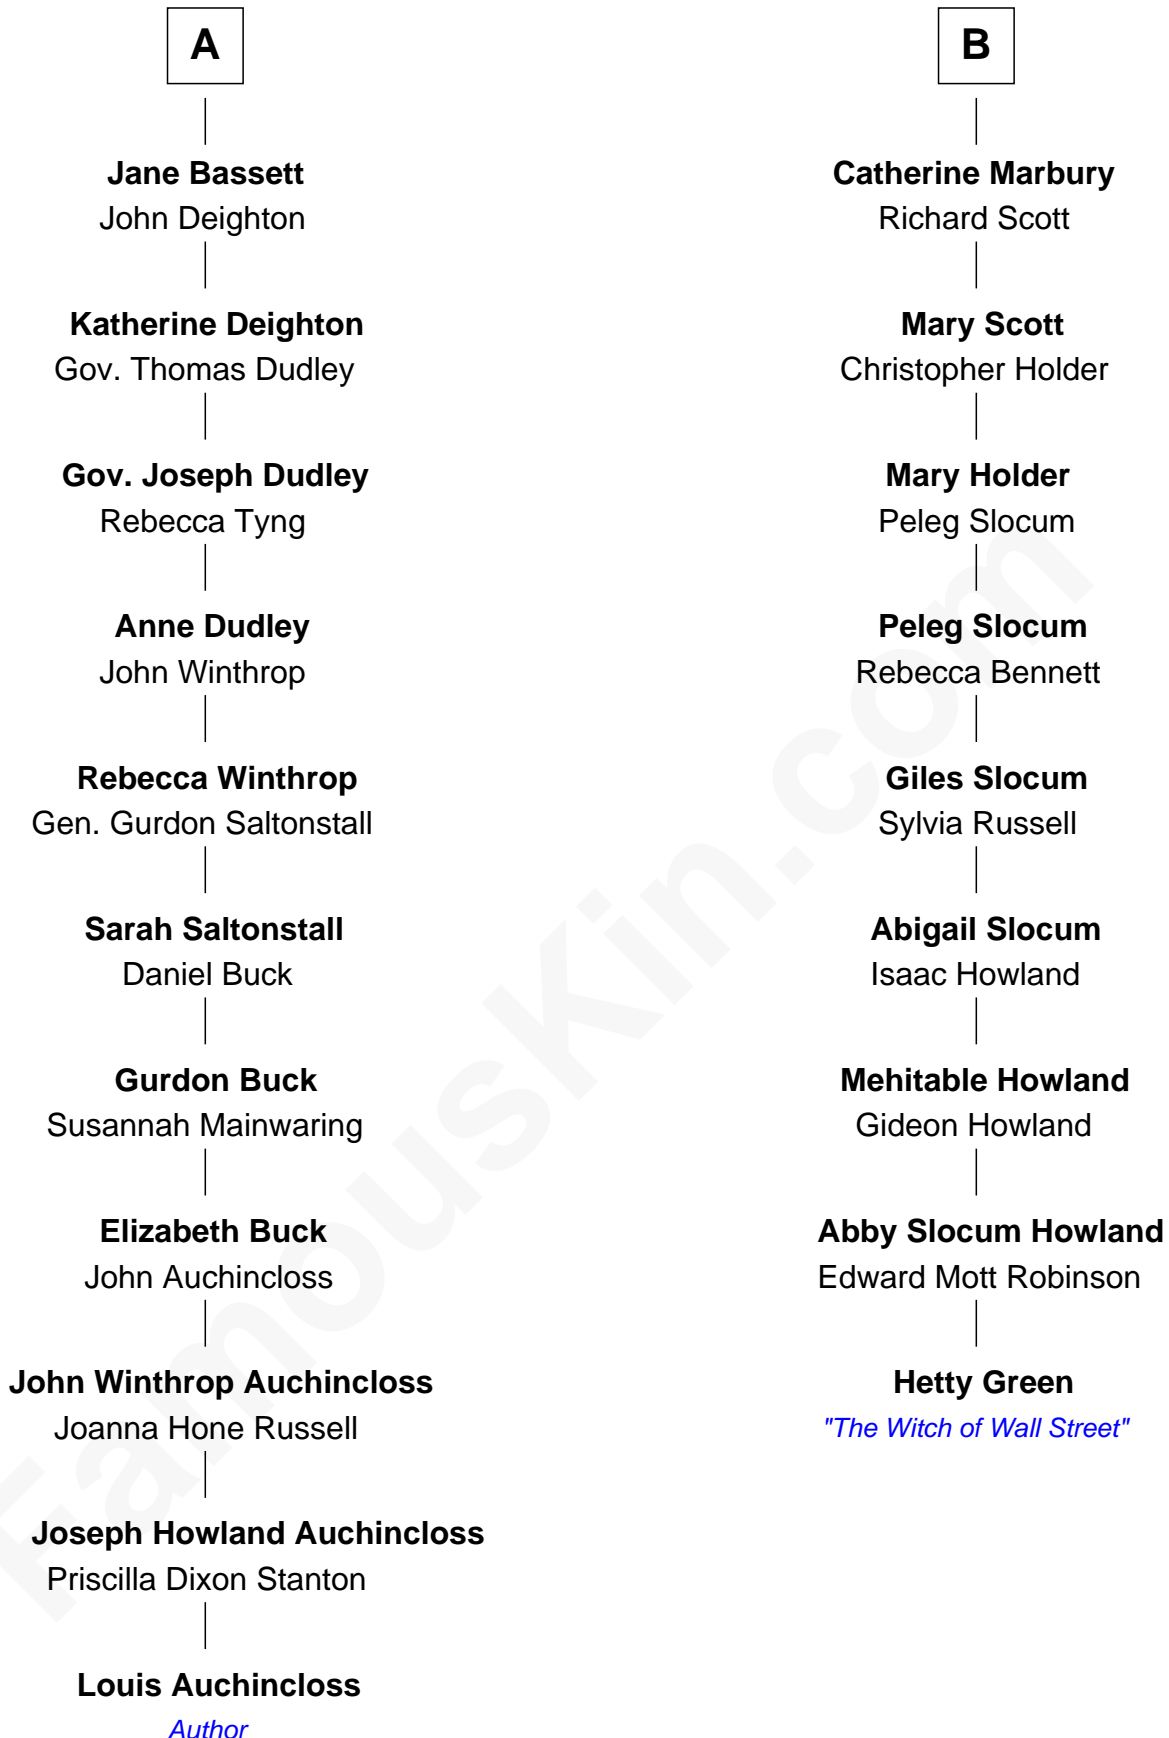 A
Jane Bassett
John Deighton
Katherine Deighton
Gov. Thomas Dudley
Gov. Joseph Dudley
Rebecca Tyng
Anne Dudley
John Winthrop
Rebecca Winthrop
Gen. Gurdon Saltonstall
Sarah Saltonstall
Daniel Buck
Gurdon Buck
Susannah Mainwaring
Elizabeth Buck
John Auchincloss
John Winthrop Auchincloss
Joanna Hone Russell
Joseph Howland Auchincloss
Priscilla Dixon Stanton
Louis Auchincloss
Author
B
Catherine Marbury
Richard Scott
Mary Scott
Christopher Holder
Mary Holder
Peleg Slocum
Peleg Slocum
Rebecca Bennett
Giles Slocum
Sylvia Russell
Abigail Slocum
Isaac Howland
Mehitable Howland
Gideon Howland
Abby Slocum Howland
Edward Mott Robinson
Hetty Green
"The Witch of Wall Street"
FamousKin.com